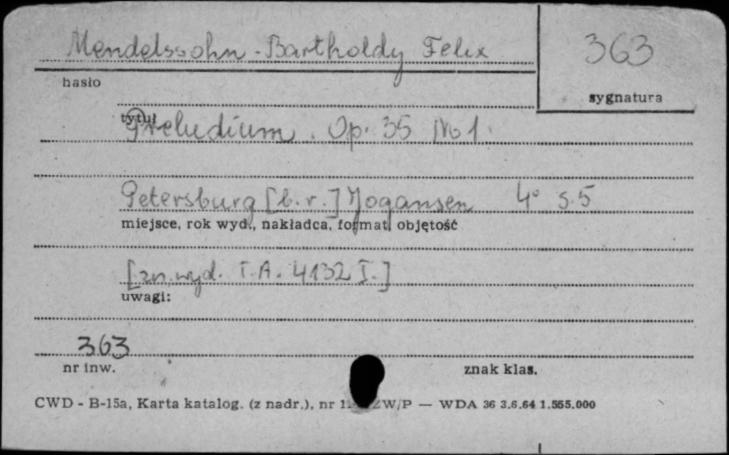 Mendelssohn-Bartholdy Felix
363
hasło
sygnatura
tytuł
Preludium. Op. 35 No 1.
Petersburg [b.r.] Jogansen 4° s. 5
miejsce, rok wyd., nakładca, format, objętość
[zn. wyd. I. A. 4132 I.]
uwagi:
363
nr inw.
znak klas.
CWD - B-15a, Karta katalog. (z nadr.), nr ZW/P — WDA 36 3.6.64 1.555.000